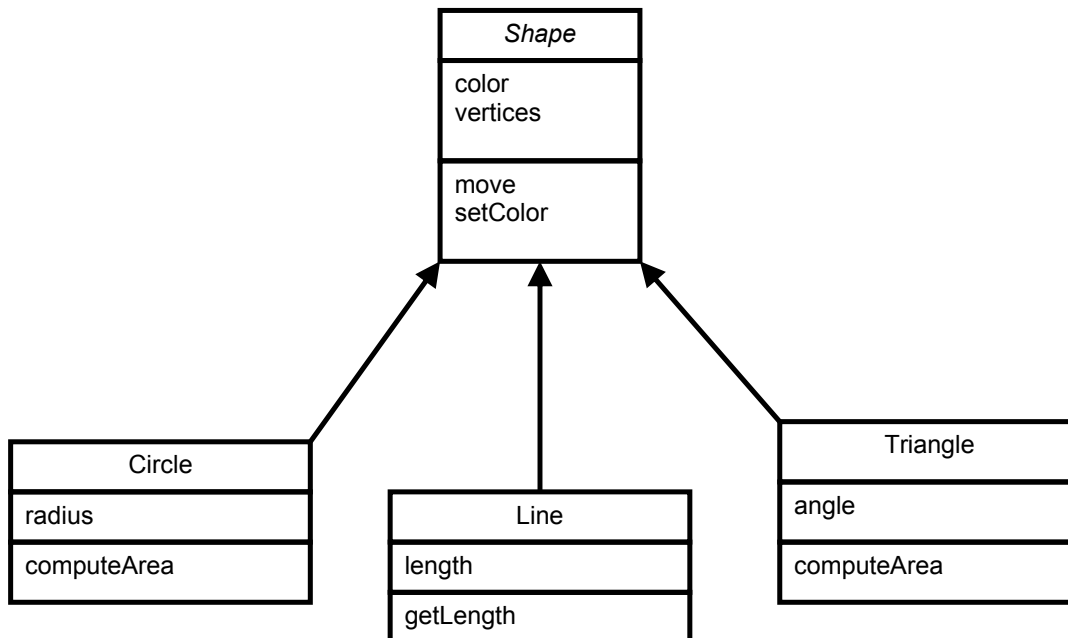 Shape
color
vertices
move
setColor
Circle
radius
computeArea
Line
length
getLength
Triangle
angle
computeArea